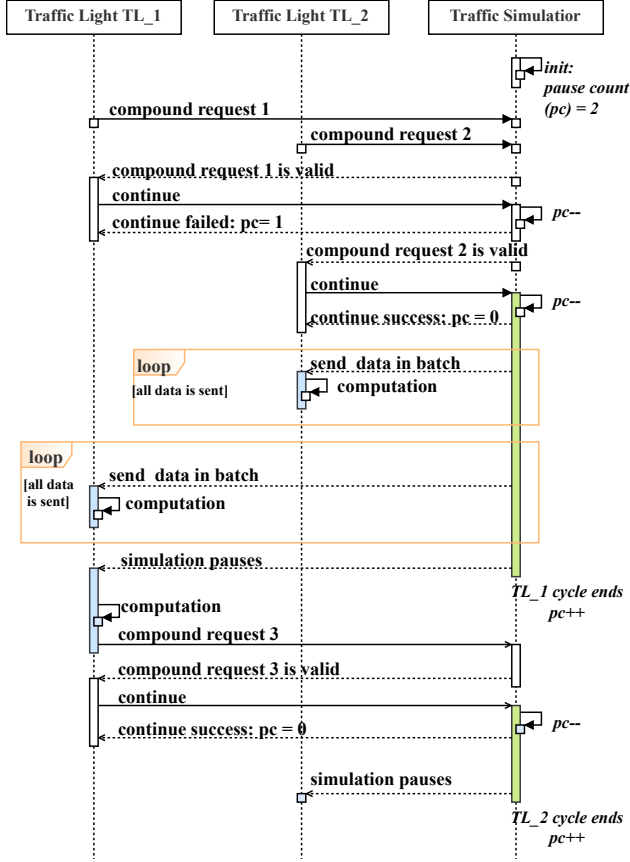 Traffic Light TL_1
Traffic Light TL_2
Traffic Simulatior
init:
pause count
(pc) = 2
compound request 1
compound request 2
compound request 1 is valid
continue
pc--
continue failed: pc= 1
compound request 2 is valid
continue
pc--
continue success: pc = 0
loop
[all data is sent]
send data in batch
computation
loop
[all data
is sent]
send data in batch
computation
simulation pauses
TL_1 cycle ends
pc++
computation
compound request 3
compound request 3 is valid
continue
pc--
continue success: pc = 0
simulation pauses
TL_2 cycle ends
pc++